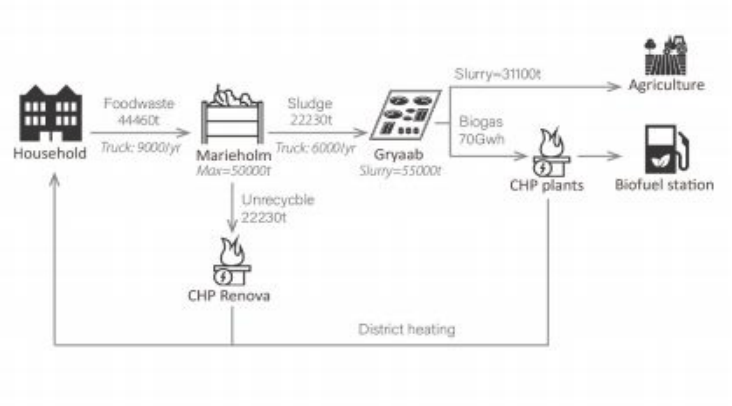 Slurry=31100t
Agriculture
Foodwaste
44460t
Truck: 9000/yr
Household
Marieholm
Max=50000t
Sludge
22230t
Truck: 6000/yr
Gryaab
Slurry=55000t
Biogas
70Gwh
CHP plants
Biofuel station
Unrecycble
22230t
CHP Renova
District heating